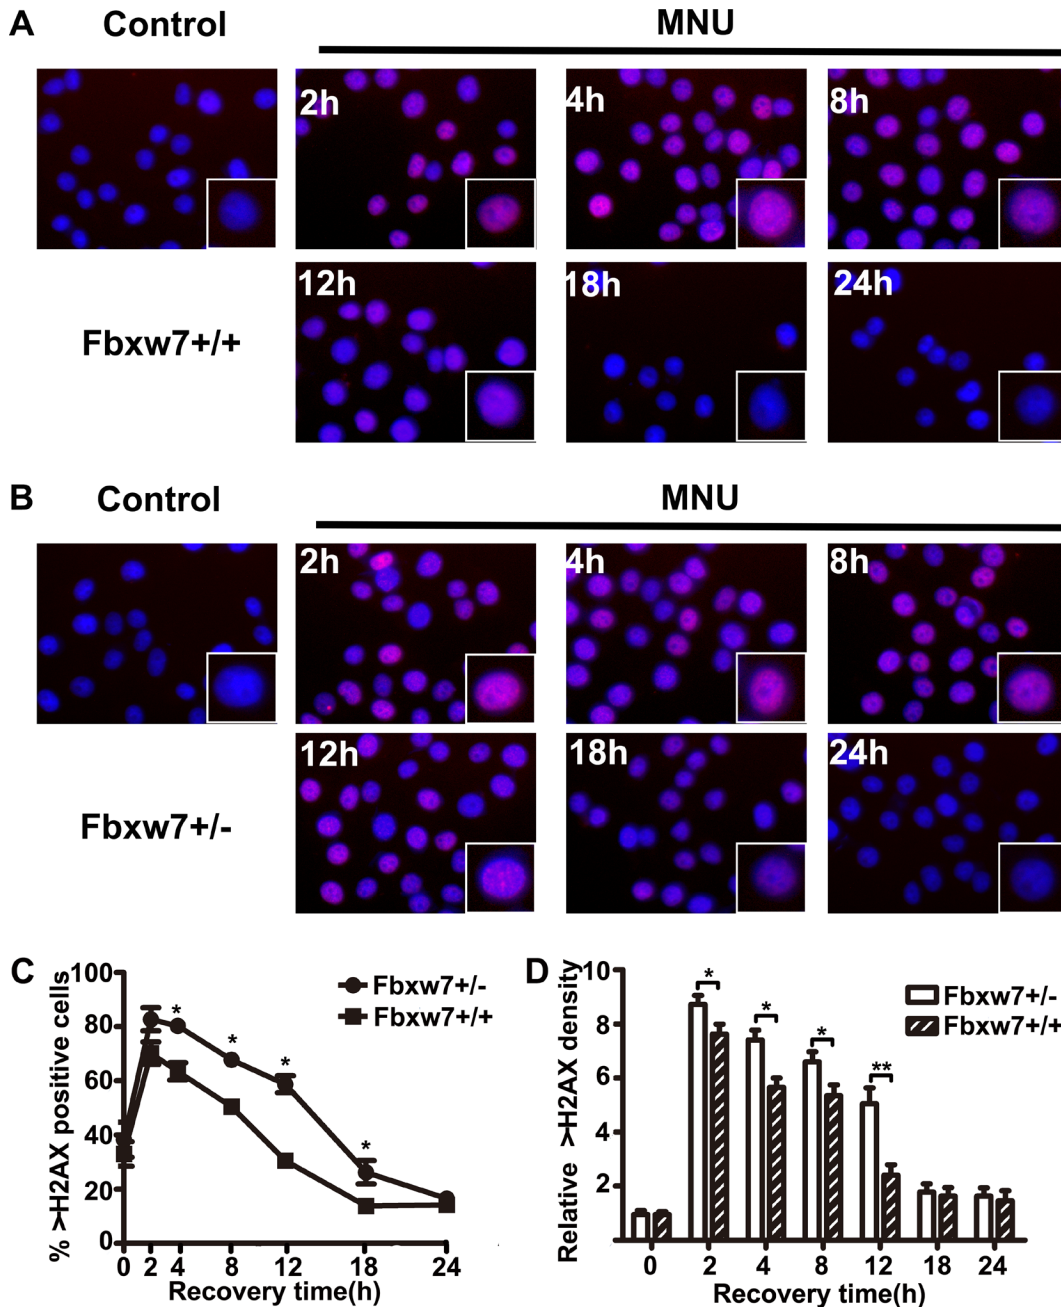 A
Control
MNU
2h
4h
8h
Fbxw7+/+
12h
18h
24h
B
Control
MNU
2h
4h
8h
Fbxw7+/-
12h
18h
24h
C
% >H2AX positive cells
100
80
60
40
20
0
Fbxw7+/-
Fbxw7+/+
*
*
*
*
0 2 4 8 12 18 24
Recovery time(h)
D
Relative >H2AX density
10
8
6
4
2
Fbxw7+/-
Fbxw7+/+
*
*
*
**
0 2 4 8 12 18 24
Recovery time(h)